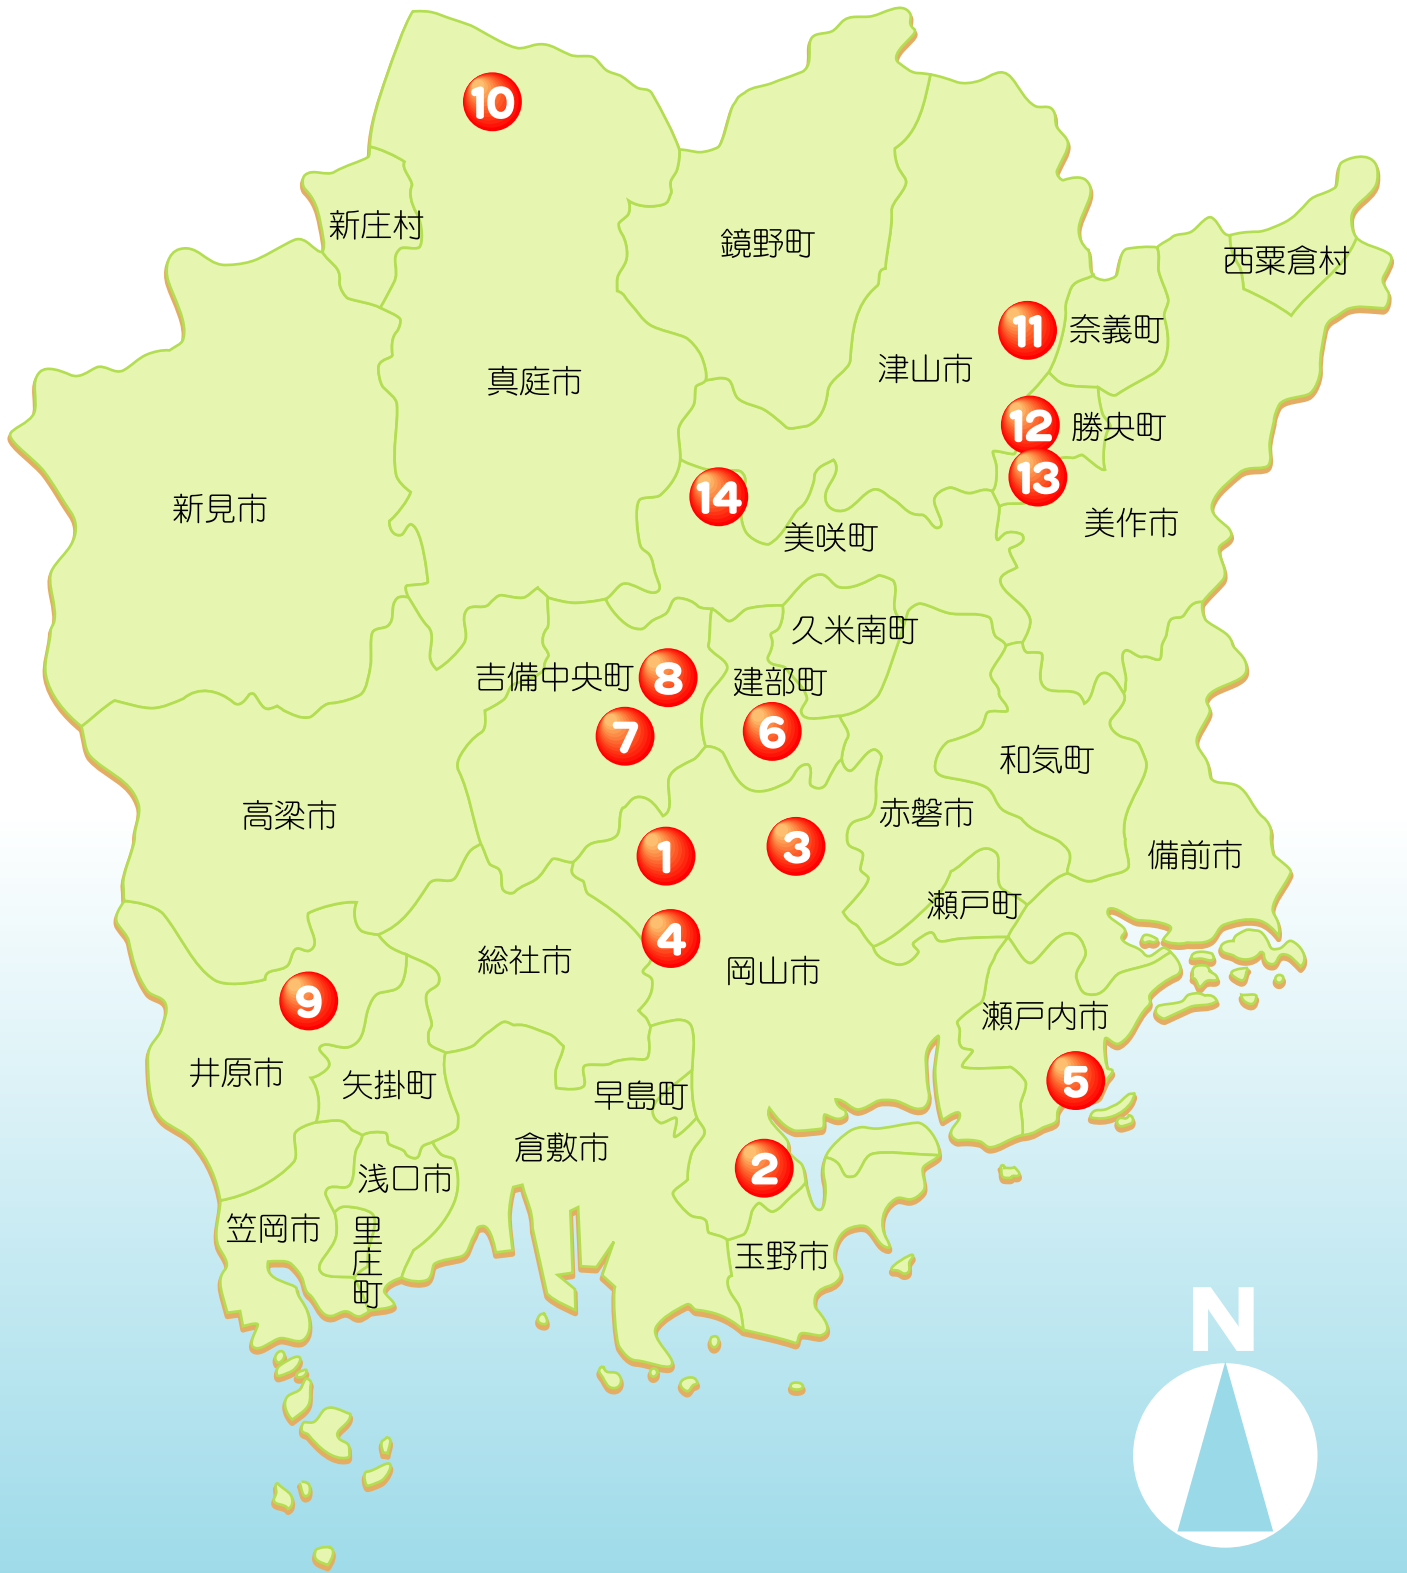 10
新庄村
鏡野町
西粟倉村
11
奈義町
津山市
真庭市
12
勝央町
13
14
新見市
美作市
美咲町
久米南町
吉備中央町
8
建部町
7
6
和気町
高梁市
赤磐市
3
1
備前市
瀬戸町
4
総社市
岡山市
9
瀬戸内市
井原市
矢掛町
5
早島町
倉敷市
2
浅口市
笠岡市
里庄町
玉野市
N